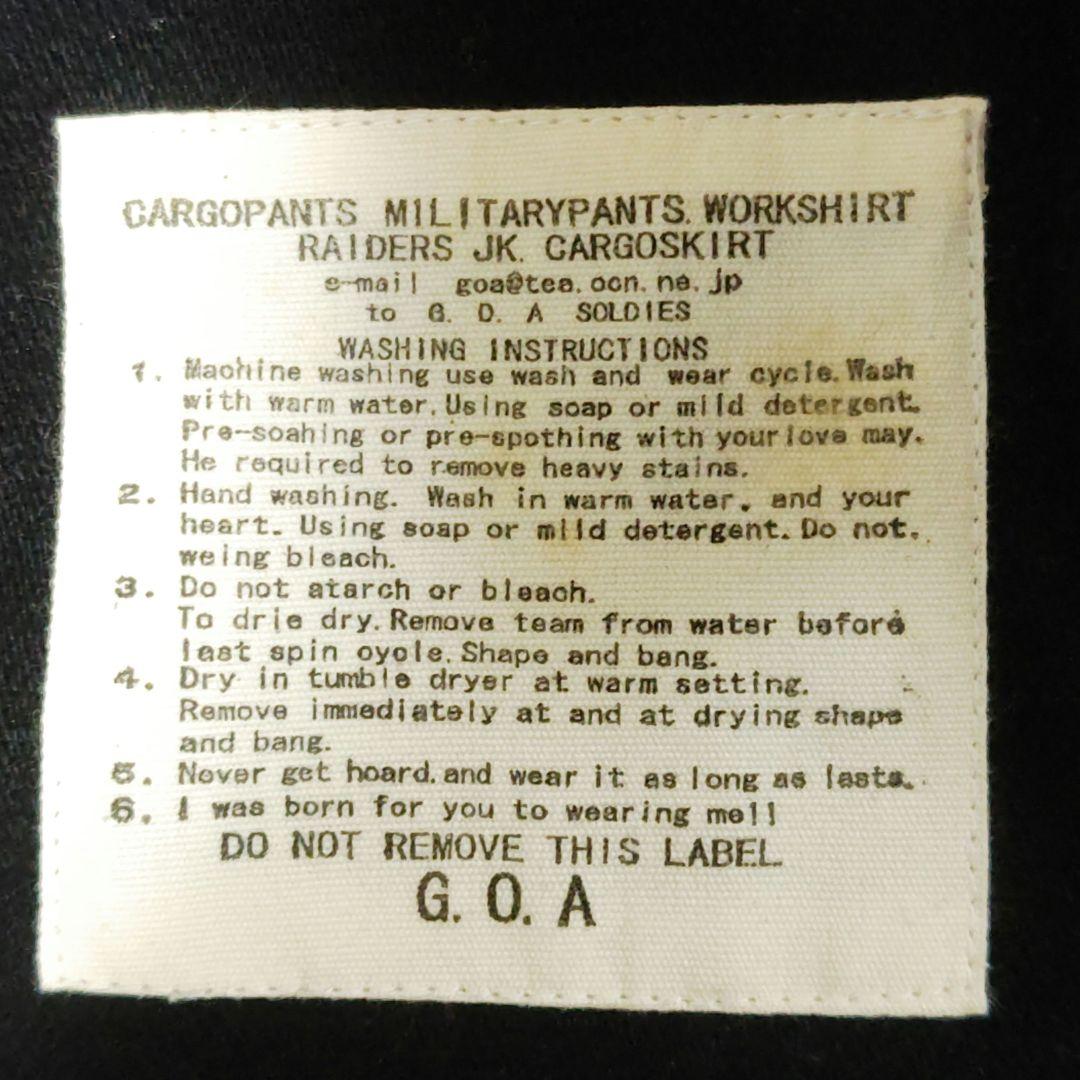 CARGOPANTS MILITARYPANTS. WORKSHIRT
RAIDERS JK. CARGOSKIRT
e-mail goa@tea.ocn.ne.jp
to G. O. A SOLDIES
WASHING INSTRUCTIONS
1. Machine washing use wash and wear cycle. Wash
with warm water. Using soap or mild detergent.
Pre-soahing or pre-spothing with your love may.
He required to remove heavy stains.
2. Hand washing. Wash in warm water. and your
heart. Using soap or mild detergent. Do not.
weing bleach.
3. Do not atarch or bleach.
To drie dry. Remove team from water before
last spin cycle. Shape and bang.
4. Dry in tumble dryer at warm setting.
Remove immediately at and at drying shape
and bang.
5. Never get hoard. and wear it as long as lasts.
6. I was born for you to wearing me!!
DO NOT REMOVE THIS LABEL
G. O. A